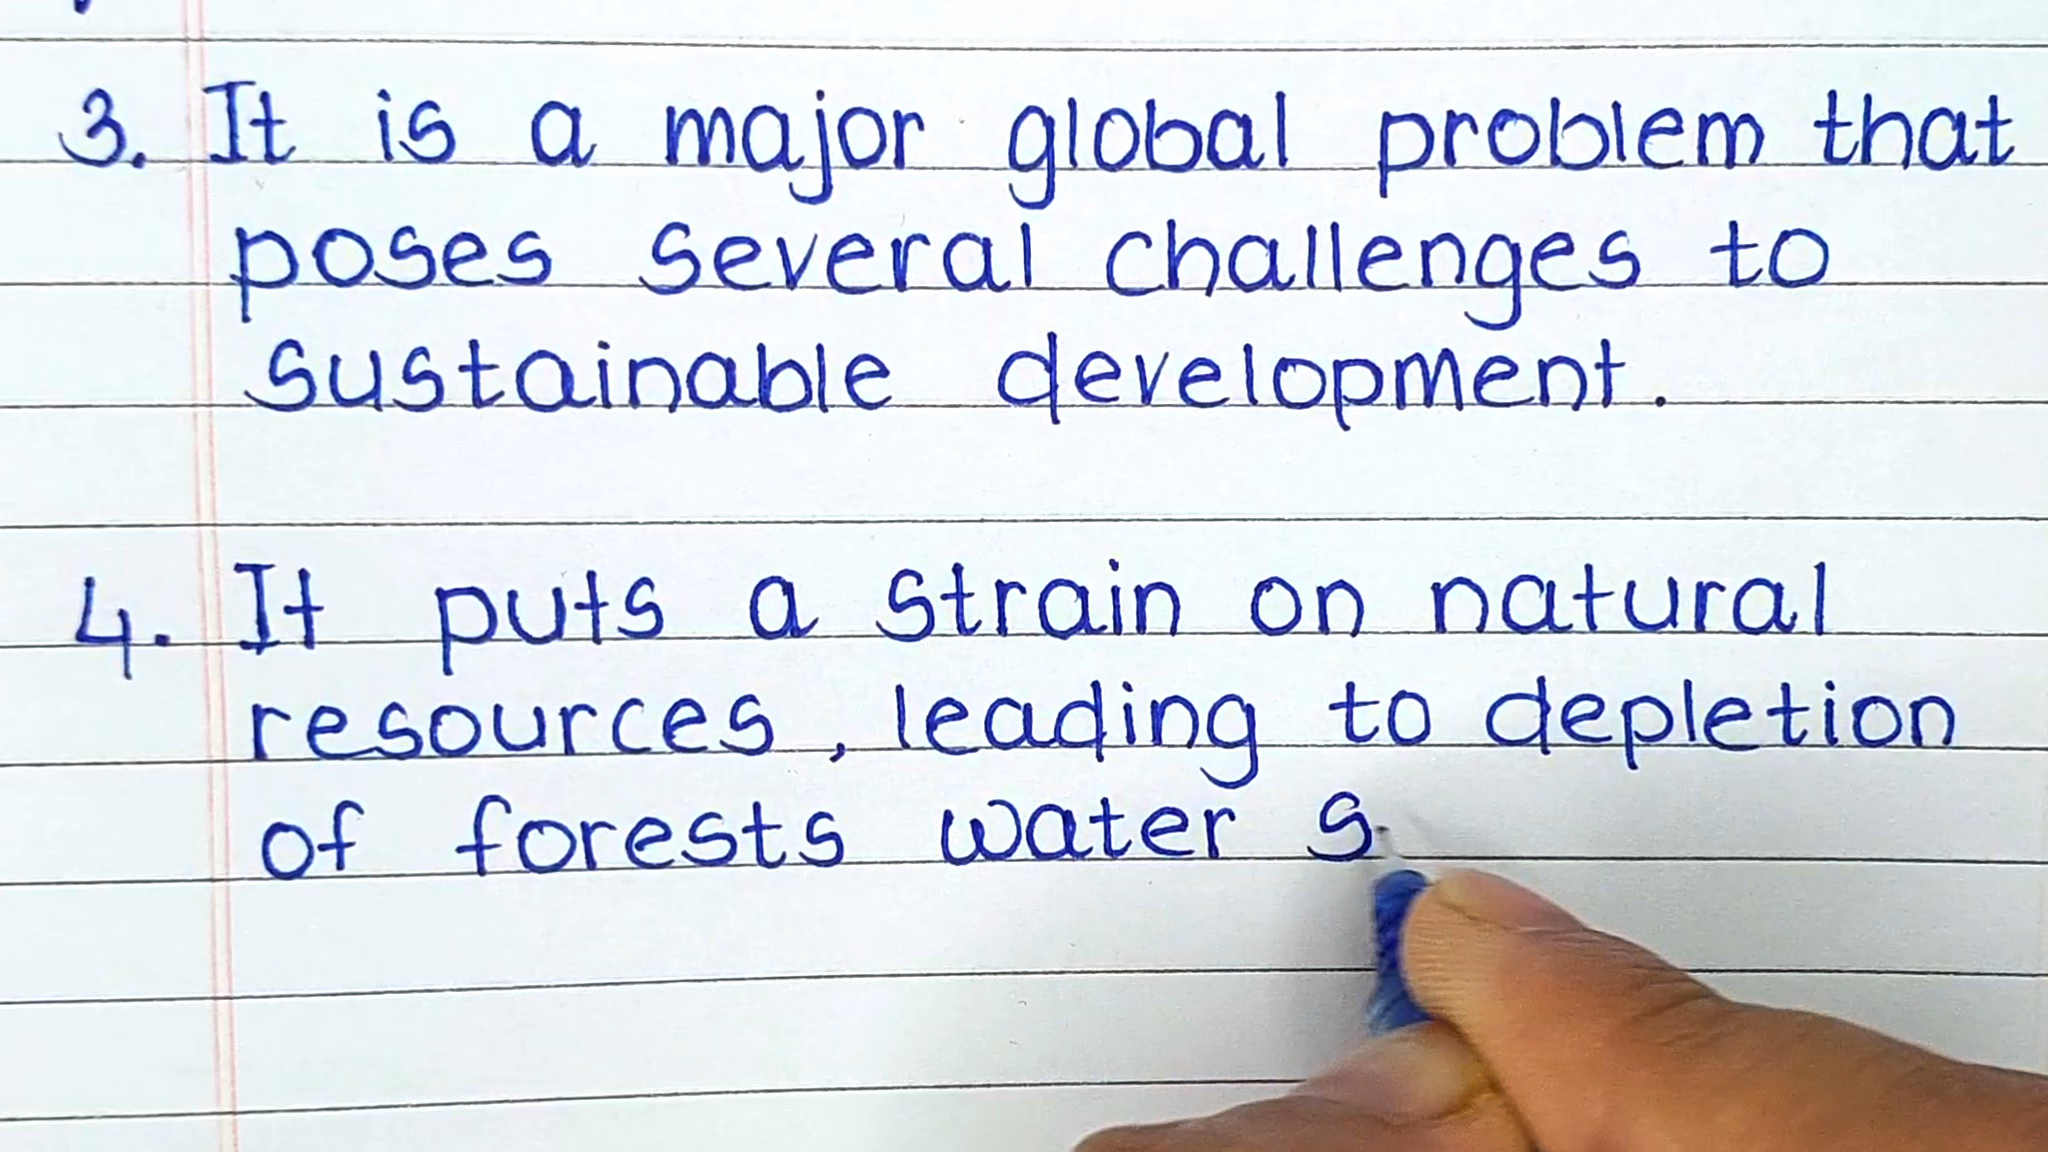 3. It is a major global problem that
poses several challenges to
sustainable development.
4. It puts a strain on natural
resources, leading to depletion
of forests water s